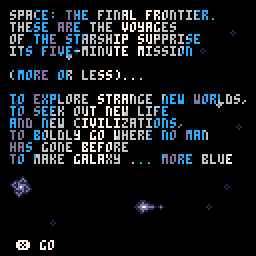 SPACE: THE FINAL FRONTIER.
THESE ARE THE VOYAGES
OF THE STARSHIP SUPPRISE
ITS FIVE-MINUTE MISSION
(MORE OR LESS)...
TO EXPLORE STRANGE NEW WORLDS,
TO SEEK OUT NEW LIFE
AND NEW CIVILIZATIONS,
TO BOLDLY GO WHERE NO MAN
HAS GONE BEFORE
TO MAKE GALAXY ... MORE BLUE
❎ GO